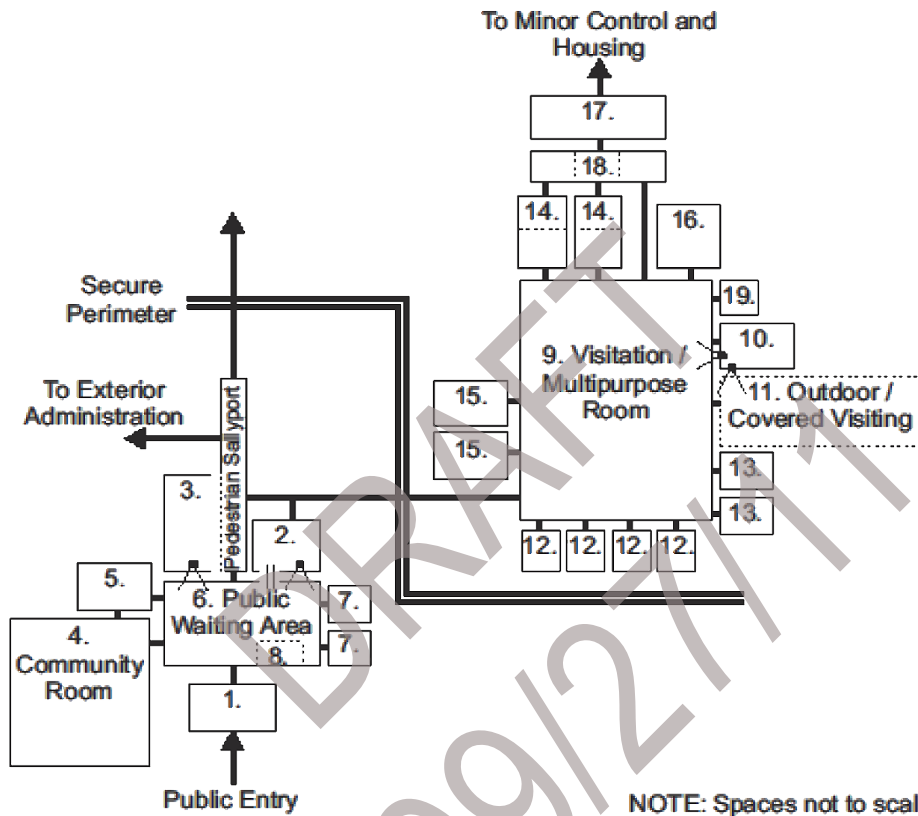 To Minor Control and
Housing
17.
18.
14.
14.
16.
Secure
Perimeter
19.
10.
9. Visitation /
Multipurpose
Room
11. Outdoor /
Covered Visiting
15.
15.
To Exterior
Administration
Pedestrian Sallyport
3.
2.
13.
13.
12.
12.
12.
12.
5.
6. Public
Waiting Area
7.
7.
8.
4.
Community
Room
1.
Public Entry
NOTE: Spaces not to scal
DRAFT
09/27/11